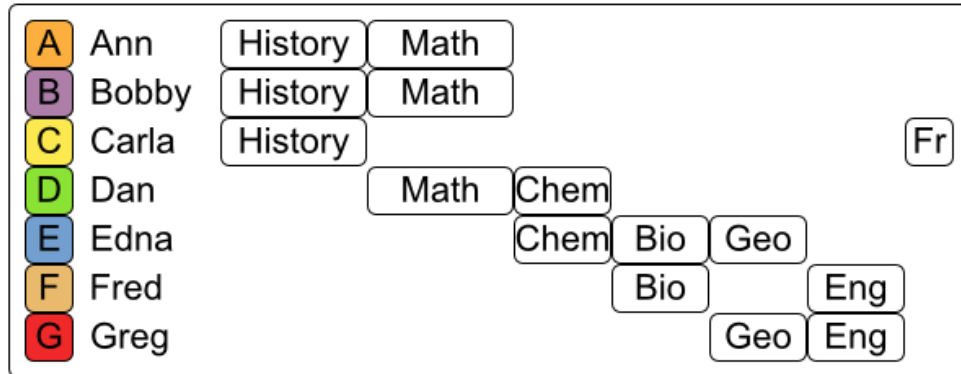 A Ann History Math
B Bobby History Math
C Carla History Fr
D Dan Math Chem
E Edna Chem Bio Geo
F Fred Bio Eng
G Greg Geo Eng